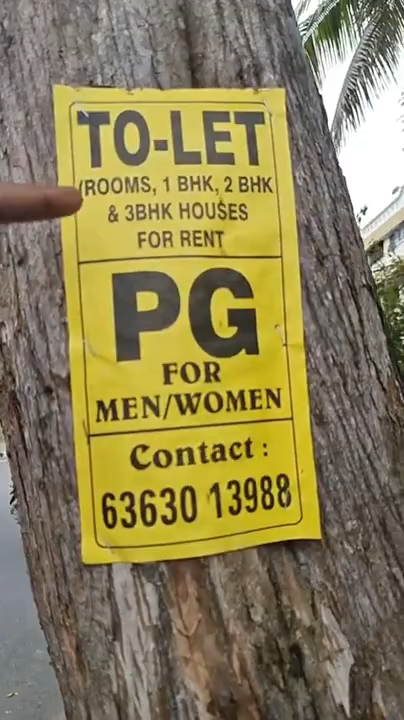 TO-LET
(ROOMS, 1 BHK, 2 BHK
& 3BHK HOUSES
FOR RENT
PG
FOR
MEN/WOMEN
Contact :
63630 13988